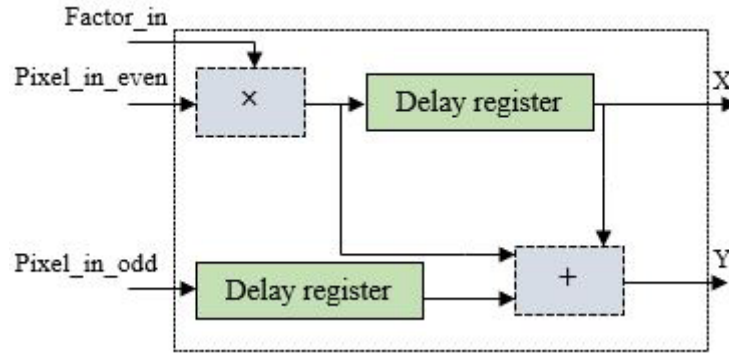 Factor_in
Pixel_in_even
×
Delay register
X
Pixel_in_odd
Delay register
+
Y